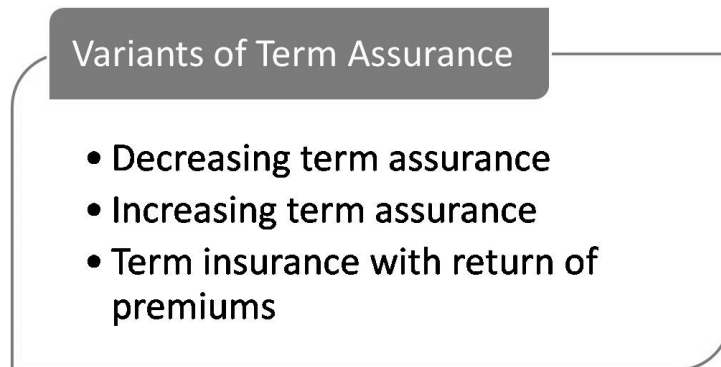 Variants of Term Assurance
• Decreasing term assurance
• Increasing term assurance
• Term insurance with return of
premiums